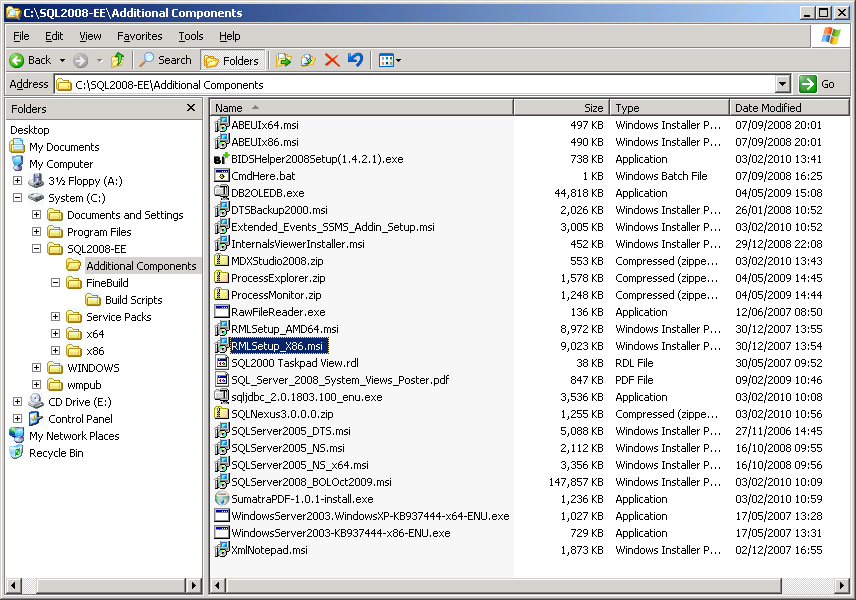 C:\SQL2008-EE\Additional Components
File Edit View Favorites Tools Help
Back Search Folders
Address C:\SQL2008-EE\Additional Components Go
Folders
Desktop
My Documents
My Computer
3½ Floppy (A:)
System (C:)
Documents and Settings
Program Files
SQL2008-EE
Additional Components
FineBuild
Build Scripts
Service Packs
x64
x86
WINDOWS
wmpub
CD Drive (E:)
Control Panel
My Network Places
Recycle Bin
Name Size Type Date Modified
ABEUIx64.msi 497 KB Windows Installer P... 07/09/2008 20:01
ABEUIx86.msi 490 KB Windows Installer P... 07/09/2008 20:01
BIDSHelper2008Setup(1.4.2.1).exe 738 KB Application 03/02/2010 13:41
CmdHere.bat 1 KB Windows Batch File 07/09/2008 16:25
DB2OLEDB.exe 44,818 KB Application 04/05/2009 15:08
DTSBackup2000.msi 2,026 KB Windows Installer P... 26/01/2008 10:52
Extended_Events_SSMS_Addin_Setup.msi 3,005 KB Windows Installer P... 03/02/2010 10:52
InternalsViewerInstaller.msi 452 KB Windows Installer P... 29/12/2008 22:08
MDXStudio2008.zip 553 KB Compressed (zippe... 03/02/2010 13:43
ProcessExplorer.zip 1,578 KB Compressed (zippe... 04/05/2009 14:45
ProcessMonitor.zip 1,248 KB Compressed (zippe... 04/05/2009 14:44
RawFileReader.exe 136 KB Application 12/06/2007 08:50
RMLSetup_AMD64.msi 8,972 KB Windows Installer P... 30/12/2007 13:55
RMLSetup_X86.msi 9,023 KB Windows Installer P... 30/12/2007 13:54
SQL2000 Taskpad View.rdl 38 KB RDL File 30/05/2007 09:52
SQL_Server_2008_System_Views_Poster.pdf 847 KB PDF File 09/02/2009 10:46
sqljdbc_2.0.1803.100_enu.exe 3,536 KB Application 03/02/2010 10:08
SQLNexus3.0.0.0.zip 1,255 KB Compressed (zippe... 03/02/2010 10:56
SQLServer2005_DTS.msi 5,088 KB Windows Installer P... 27/11/2006 14:45
SQLServer2005_NS.msi 2,112 KB Windows Installer P... 16/10/2008 09:55
SQLServer2005_NS_x64.msi 3,356 KB Windows Installer P... 16/10/2008 09:56
SQLServer2008_BOLOct2009.msi 147,857 KB Windows Installer P... 03/02/2010 10:09
SumatraPDF-1.0.1-install.exe 1,236 KB Application 03/02/2010 10:59
WindowsServer2003.WindowsXP-KB937444-x64-ENU.exe 1,027 KB Application 17/05/2007 13:28
WindowsServer2003-KB937444-x86-ENU.exe 729 KB Application 17/05/2007 13:31
XmlNotepad.msi 1,873 KB Windows Installer P... 02/12/2007 16:55